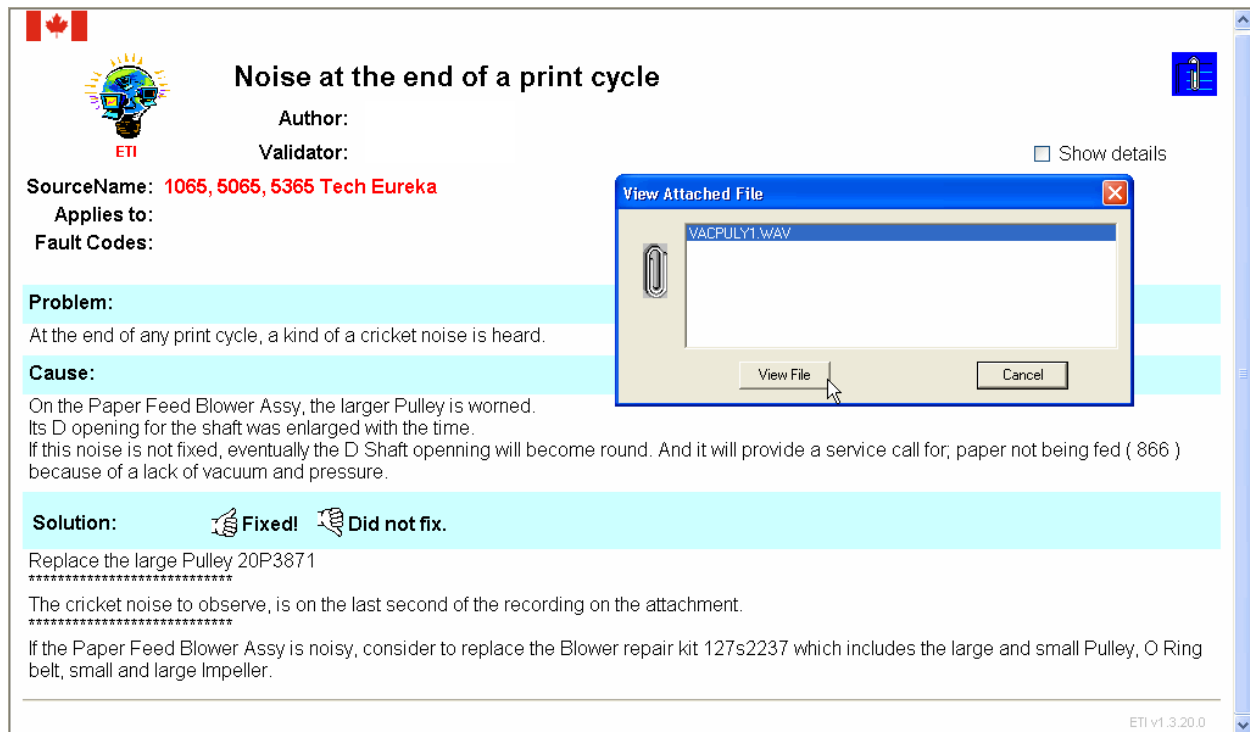 Noise at the end of a print cycle
Author:
ETI
Validator:
Show details
SourceName: 1065, 5065, 5365 Tech Eureka
Applies to:
Fault Codes:
View Attached File
VACPULY1.WAV
View File
Cancel
Problem:
At the end of any print cycle, a kind of a cricket noise is heard.
Cause:
On the Paper Feed Blower Assy, the larger Pulley is worned.
Its D opening for the shaft was enlarged with the time.
If this noise is not fixed, eventually the D Shaft openning will become round. And it will provide a service call for; paper not being fed ( 866 )
because of a lack of vacuum and pressure.
Solution: Fixed! Did not fix.
Replace the large Pulley 20P3871
****************************
The cricket noise to observe, is on the last second of the recording on the attachment.
****************************
If the Paper Feed Blower Assy is noisy, consider to replace the Blower repair kit 127s2237 which includes the large and small Pulley, O Ring
belt, small and large Impeller.
ETI v1.3.20.0